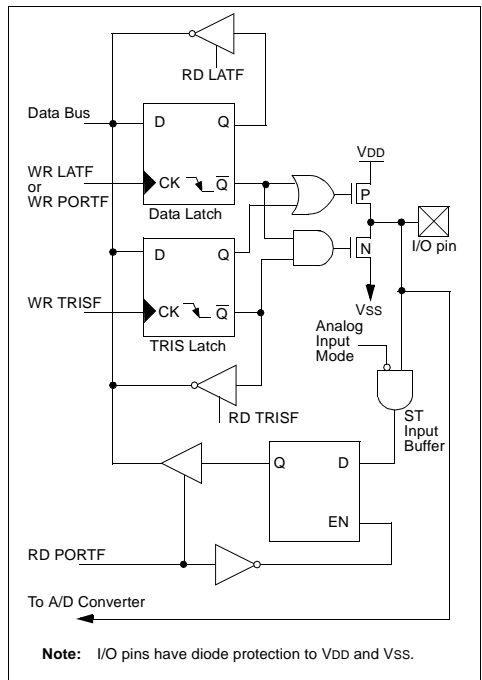 RD LATF
Data Bus
D Q
VDD
WR LATF
or
WR PORTF
CK Q
P
Data Latch
I/O pin
D Q
N
WR TRISF
CK Q
VSS
TRIS Latch
Analog
Input
Mode
RD TRISF
ST
Input
Buffer
Q D
EN
RD PORTF
To A/D Converter
Note: I/O pins have diode protection to VDD and VSS.